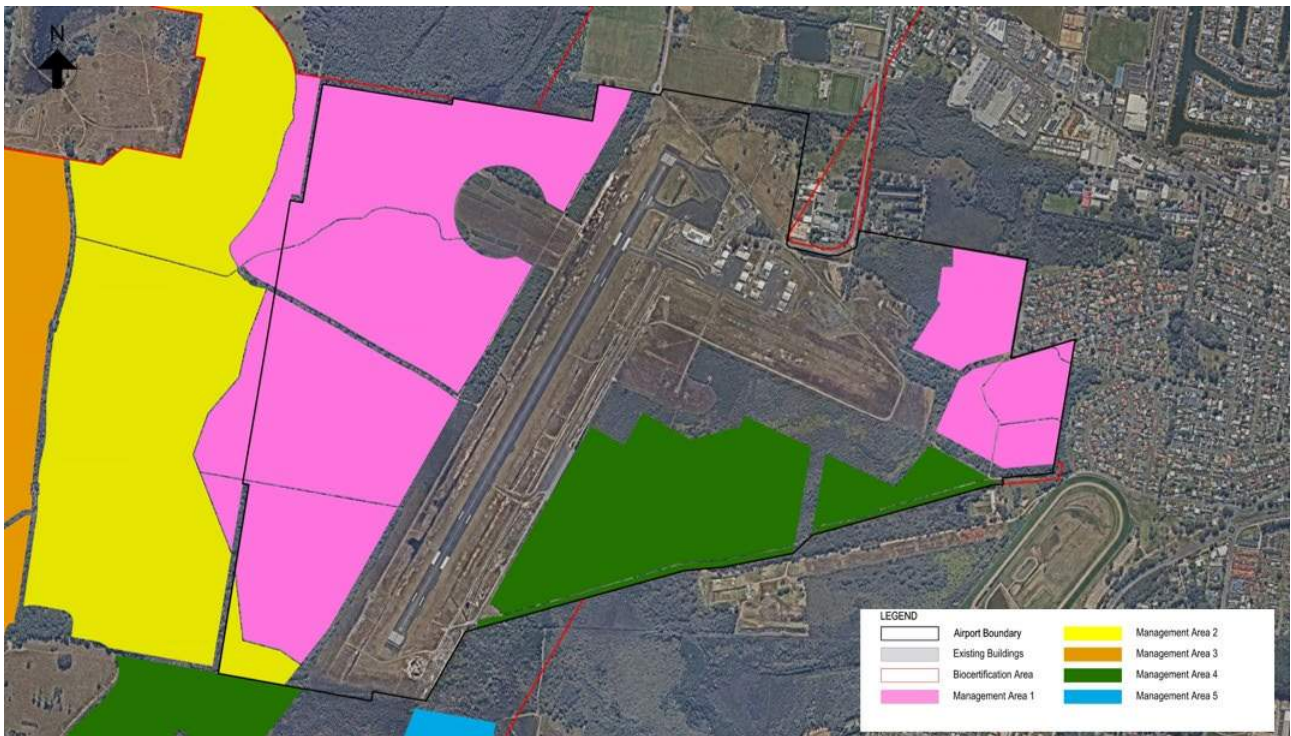 N
LEGEND
Airport Boundary
Existing Buildings
Biocertification Area
Management Area 1
Management Area 2
Management Area 3
Management Area 4
Management Area 5